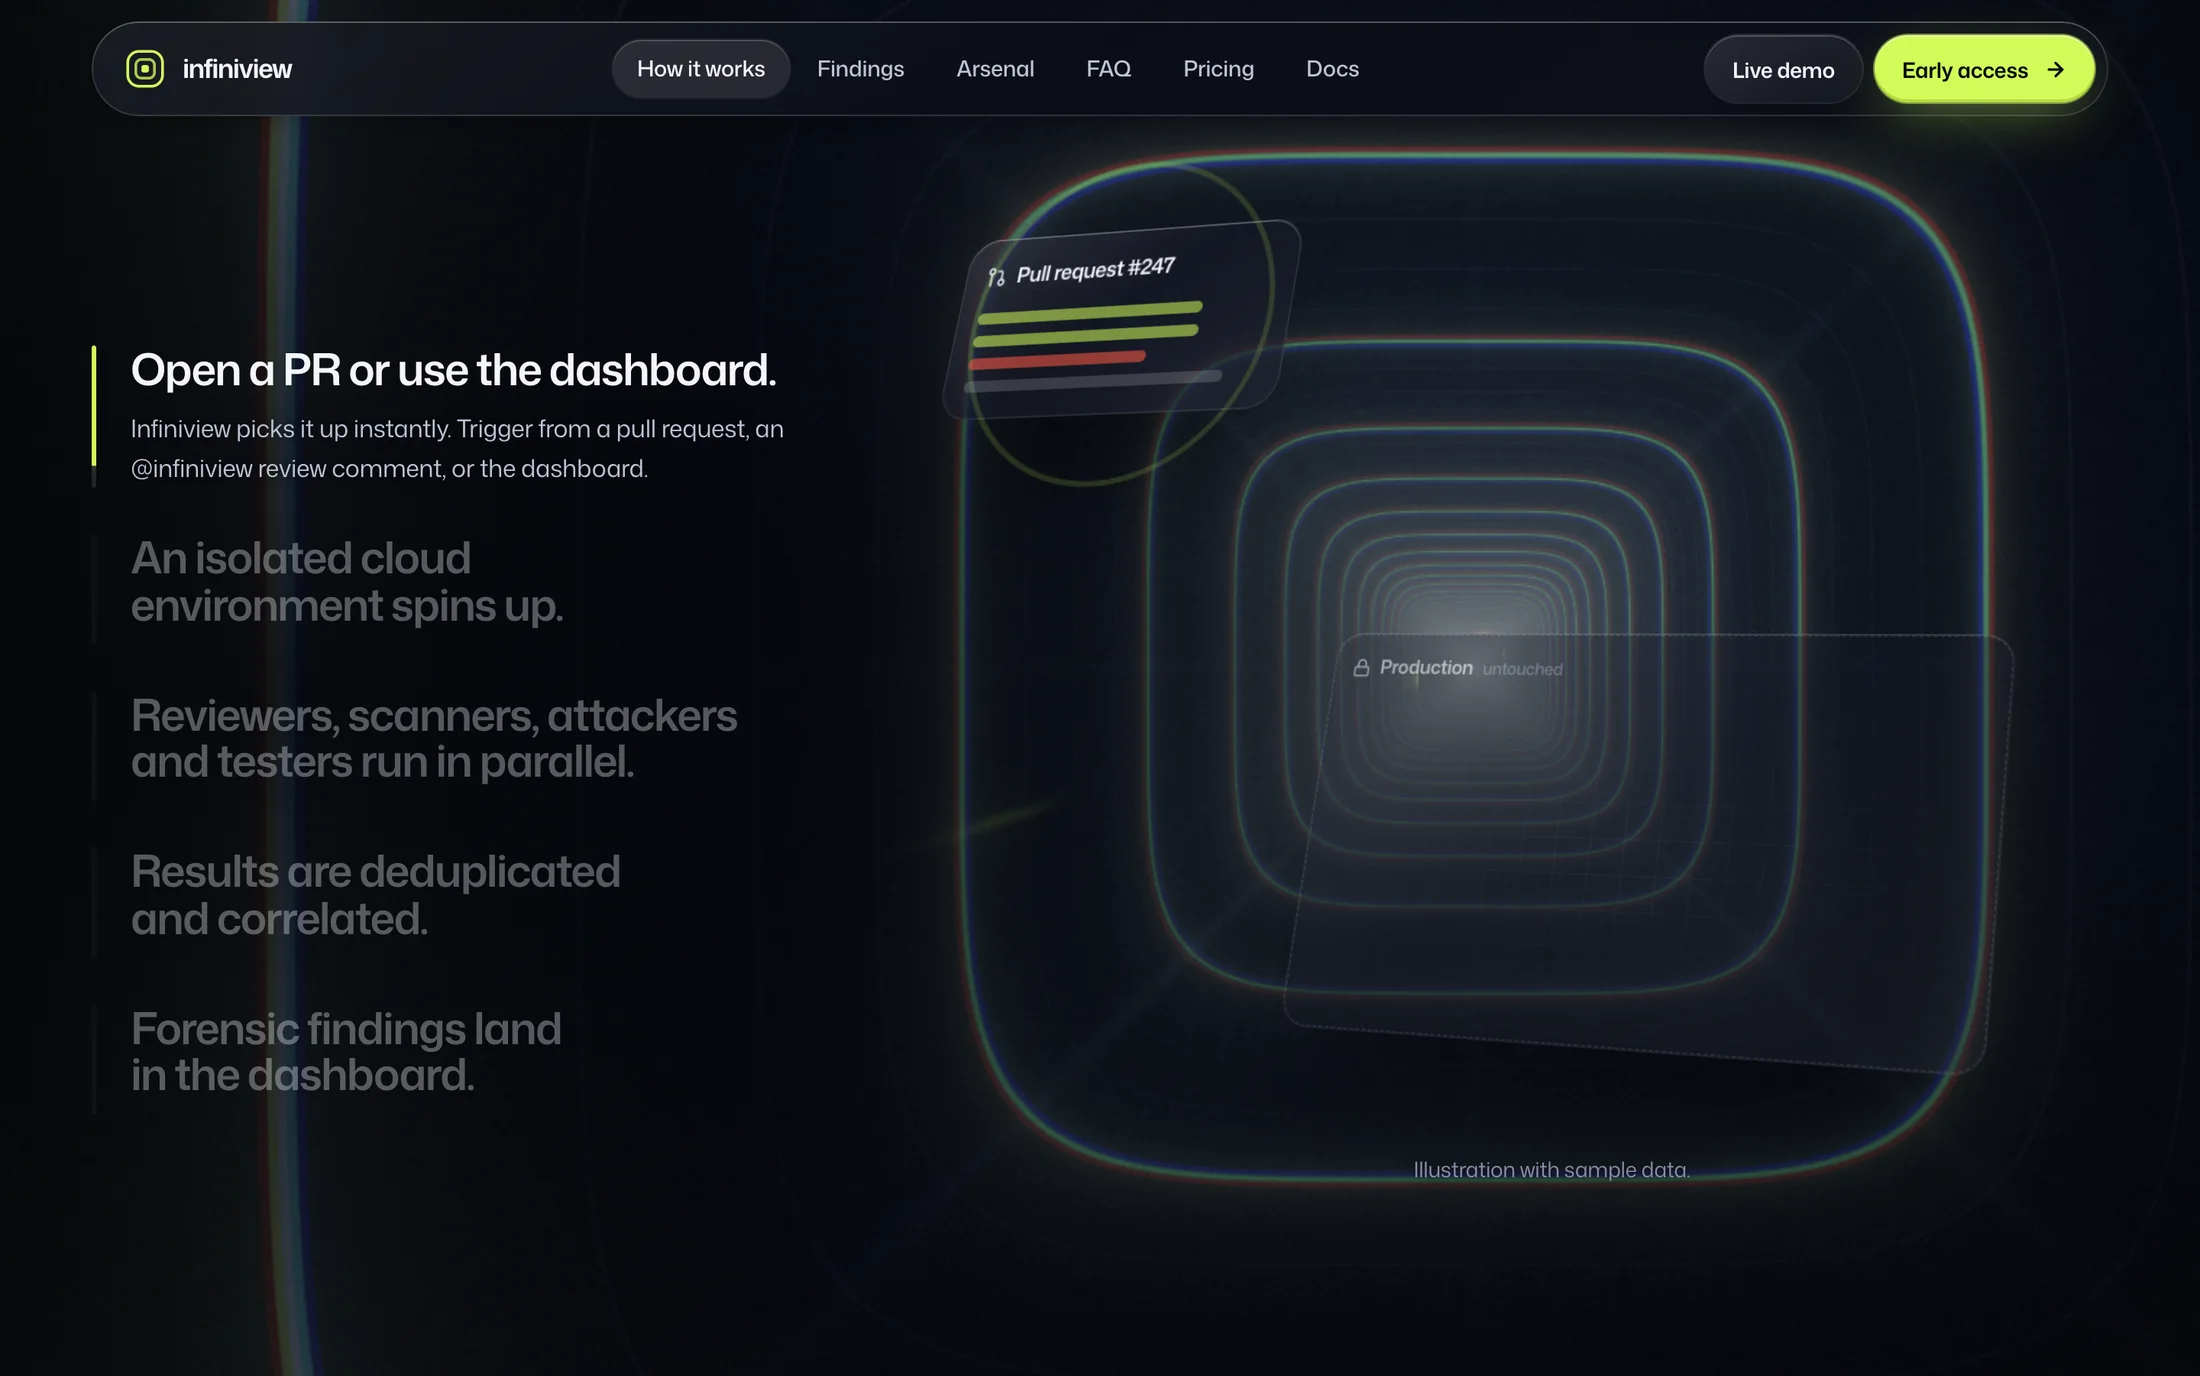 infiniview
How it works
Findings
Arsenal
FAQ
Pricing
Docs
Live demo
Early access
Open a PR or use the dashboard.
Infiniview picks it up instantly. Trigger from a pull request, an
@infiniview review comment, or the dashboard.
An isolated cloud
environment spins up.
Reviewers, scanners, attackers
and testers run in parallel.
Results are deduplicated
and correlated.
Forensic findings land
in the dashboard.
Pull request #247
Production untouched
Illustration with sample data.